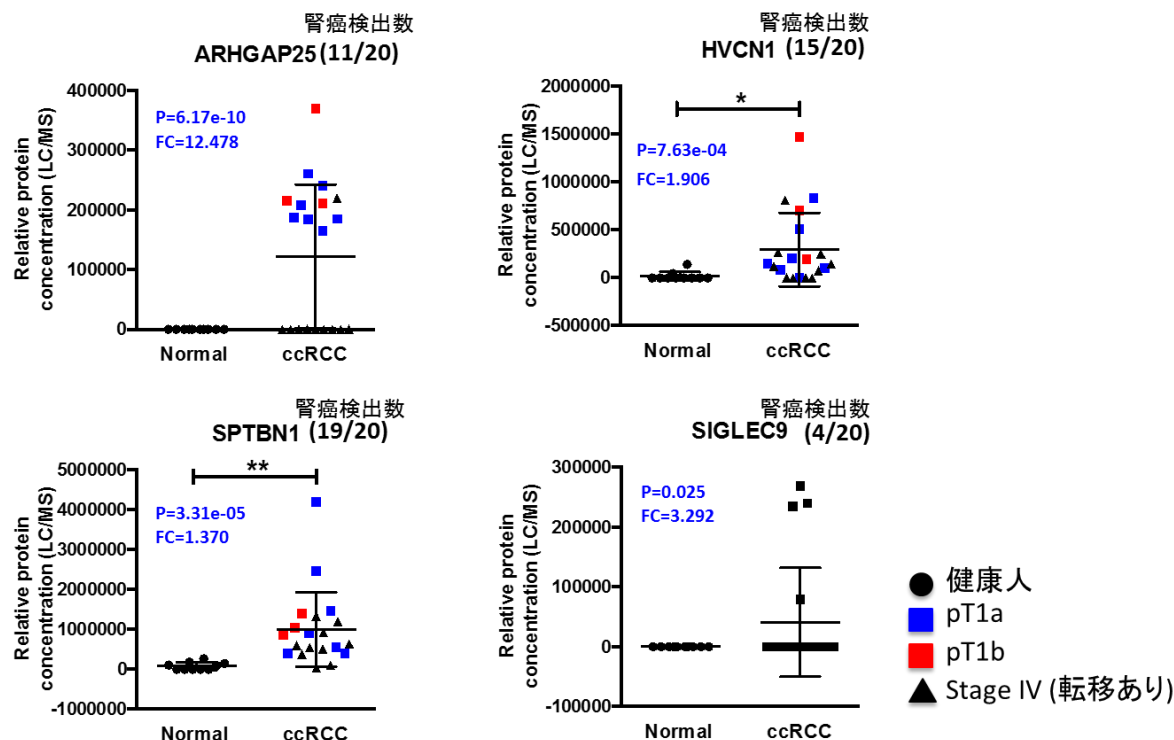 腎癌検出数
ARHGAP25 (11/20)
Relative protein
concentration (LC/MS)
400000
300000
200000
100000
0
P=6.17e-10
FC=12.478
Normal
ccRCC
腎癌検出数
HVCN1 (15/20)
Relative protein
concentration (LC/MS)
2000000
1500000
1000000
500000
0
-500000
*
P=7.63e-04
FC=1.906
Normal
ccRCC
腎癌検出数
SPTBN1 (19/20)
Relative protein
concentration (LC/MS)
5000000
4000000
3000000
2000000
1000000
0
-1000000
**
P=3.31e-05
FC=1.370
Normal
ccRCC
腎癌検出数
SIGLEC9 (4/20)
Relative protein
concentration (LC/MS)
300000
200000
100000
0
-100000
P=0.025
FC=3.292
Normal
ccRCC
健康人
pT1a
pT1b
Stage IV (転移あり)